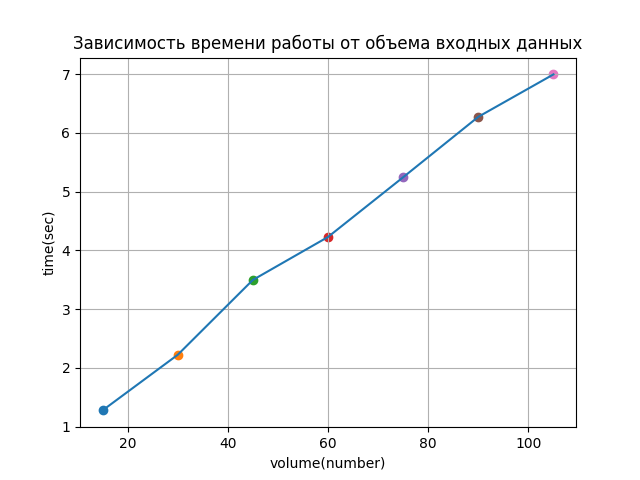 Зависимость времени работы от объема входных данных
7
6
5
4
3
2
1
time(sec)
20 40 60 80 100
volume(number)